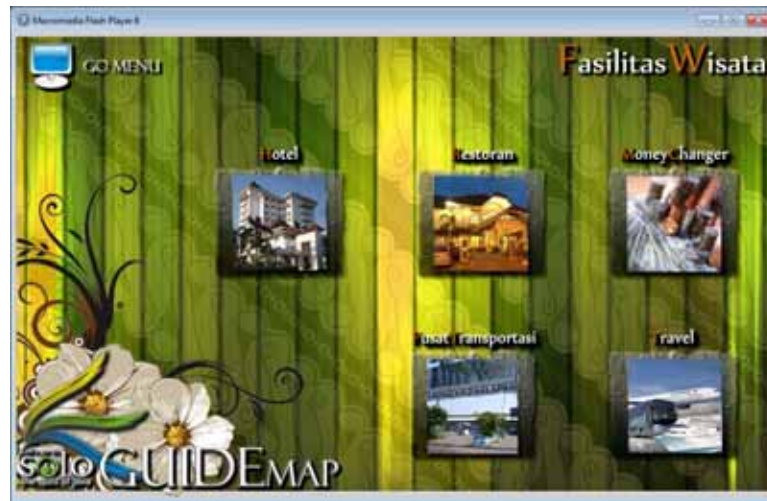 Macromedia Flash Player 8
GO MENU
Fasilitas Wisata
Hotel
Restoran
Money Changer
Pusat Transportasi
Travel
solo
GUIDEMAP